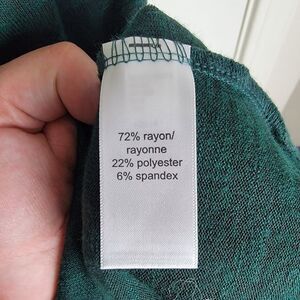 72% rayon/
rayonne
22% polyester
6% spandex